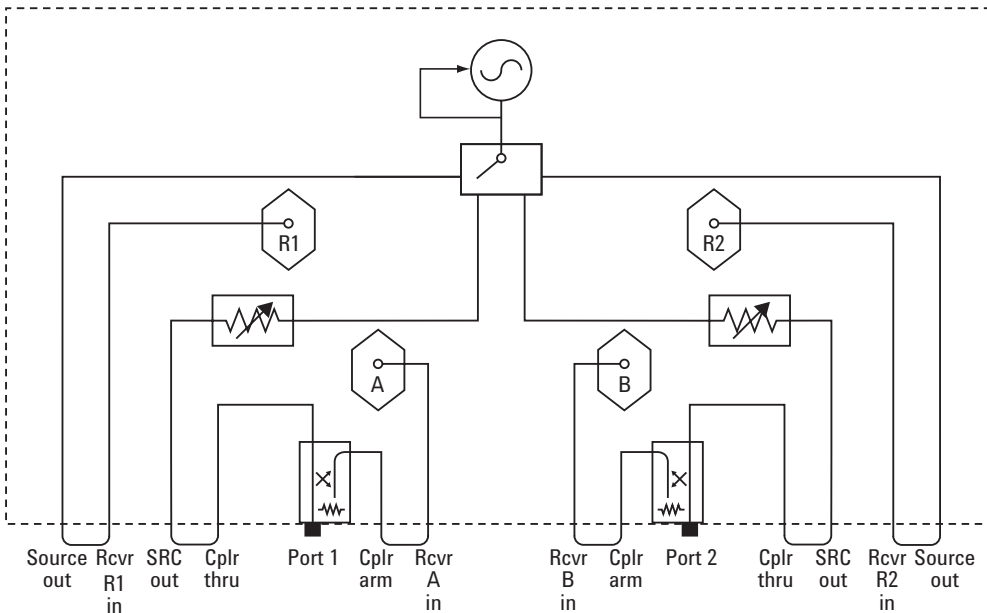 R1
R2
A
B
Source out
Rcvr R1 in
SRC out
Cplr thru
Port 1
Cplr arm
Rcvr A in
Rcvr B in
Cplr arm
Port 2
Cplr thru
SRC out
Rcvr R2 in
Source out